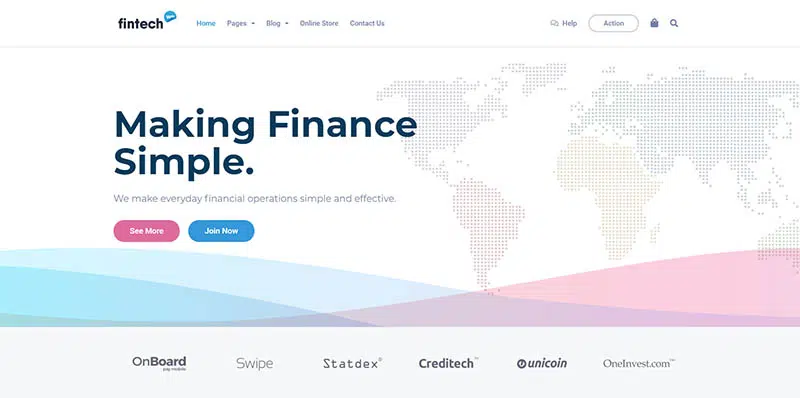 fintech
Home Pages Blog Online Store Contact Us Help Action
Making Finance
Simple.
We make everyday financial operations simple and effective.
See More Join Now
OnBoard Swipe Statdex® Creditech™ unicoin OneInvest.com™
pay mobile